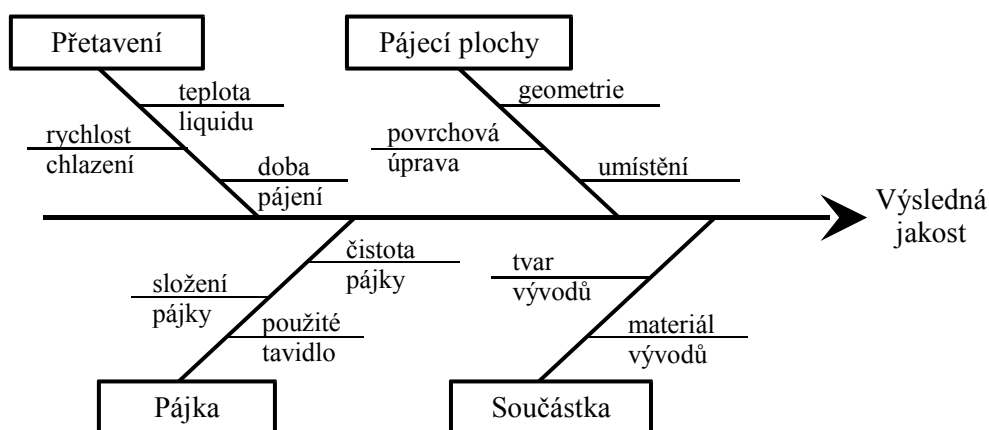 Přetavení
Pájecí plochy
teplota
liquidu
geometrie
rychlost
chlazení
povrchová
úprava
doba
pájení
umístění
Výsledná
jakost
čistota
pájky
tvar
vývodů
složení
pájky
použité
tavidlo
materiál
vývodů
Pájka
Součástka